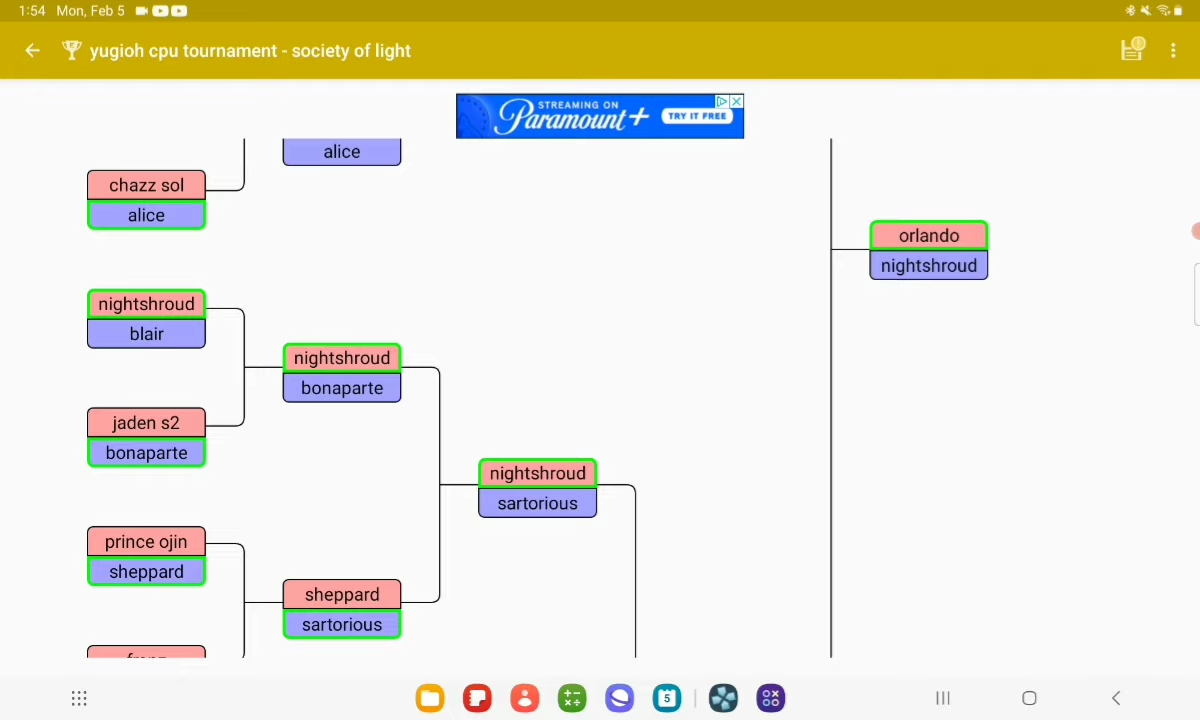 1:54 Mon, Feb 5
yugioh cpu tournament - society of light
STREAMING ON
Paramount+
TRY IT FREE
alice
chazz sol
alice
orlando
nightshroud
nightshroud
blair
nightshroud
bonaparte
jaden s2
bonaparte
nightshroud
sartorious
prince ojin
sheppard
sheppard
sartorious
5